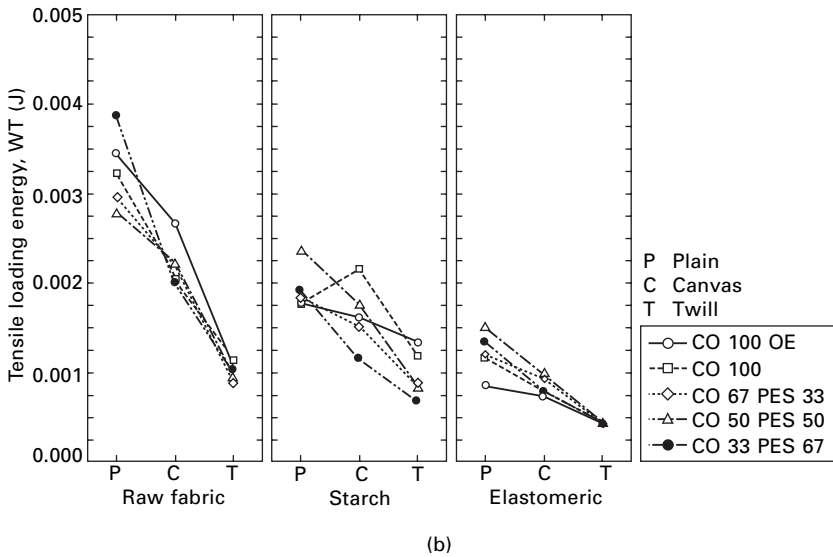 Tensile loading energy, WT (J)
0.005
0.004
0.003
0.002
0.001
0.000
P C T
Raw fabric
P C T
Starch
P C T
Elastomeric
P Plain
C Canvas
T Twill
CO 100 OE
CO 100
CO 67 PES 33
CO 50 PES 50
CO 33 PES 67
(b)